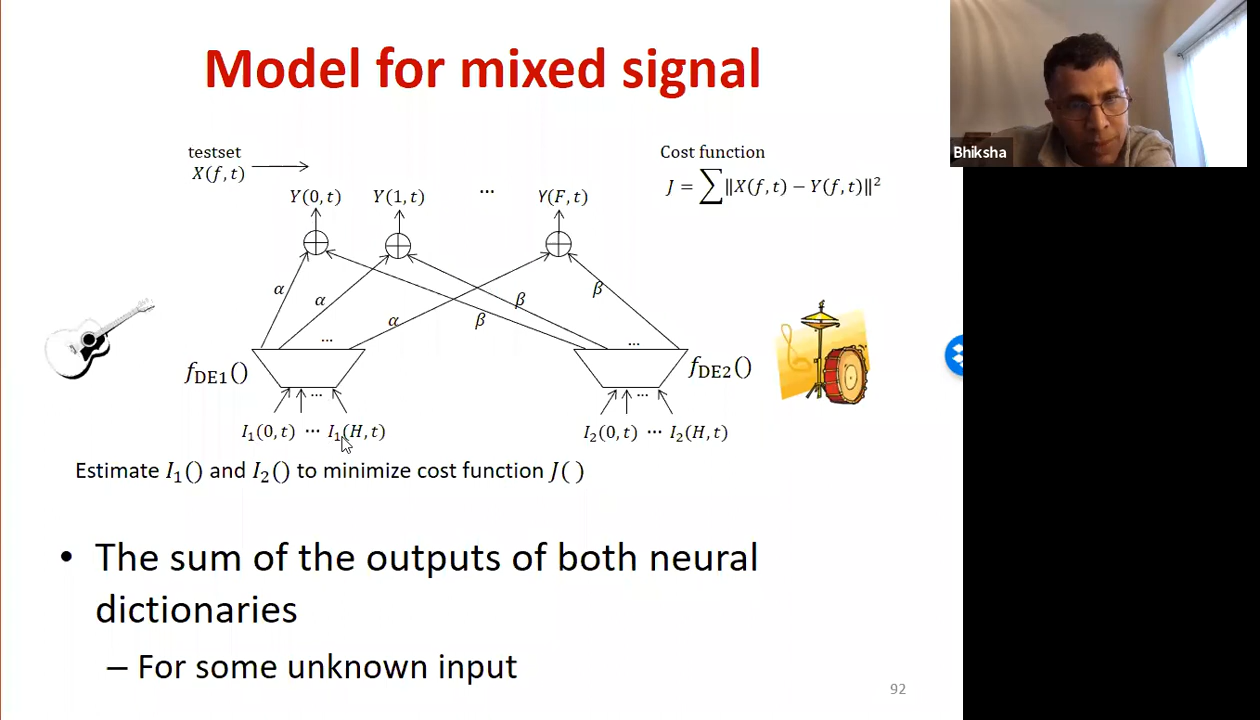 Model for mixed signal
Bhiksha
testset
X(f,t)
Cost function
J = ∑‖X(f,t) − Y(f,t)‖²
Y(0,t) Y(1,t) ... Y(F,t)
α α α β β β
... ...
f_DE1() f_DE2()
... ...
I₁(0,t) ⋯ I₁(H,t) I₂(0,t) ⋯ I₂(H,t)
Estimate I₁() and I₂() to minimize cost function J( )
• The sum of the outputs of both neural
dictionaries
– For some unknown input
92